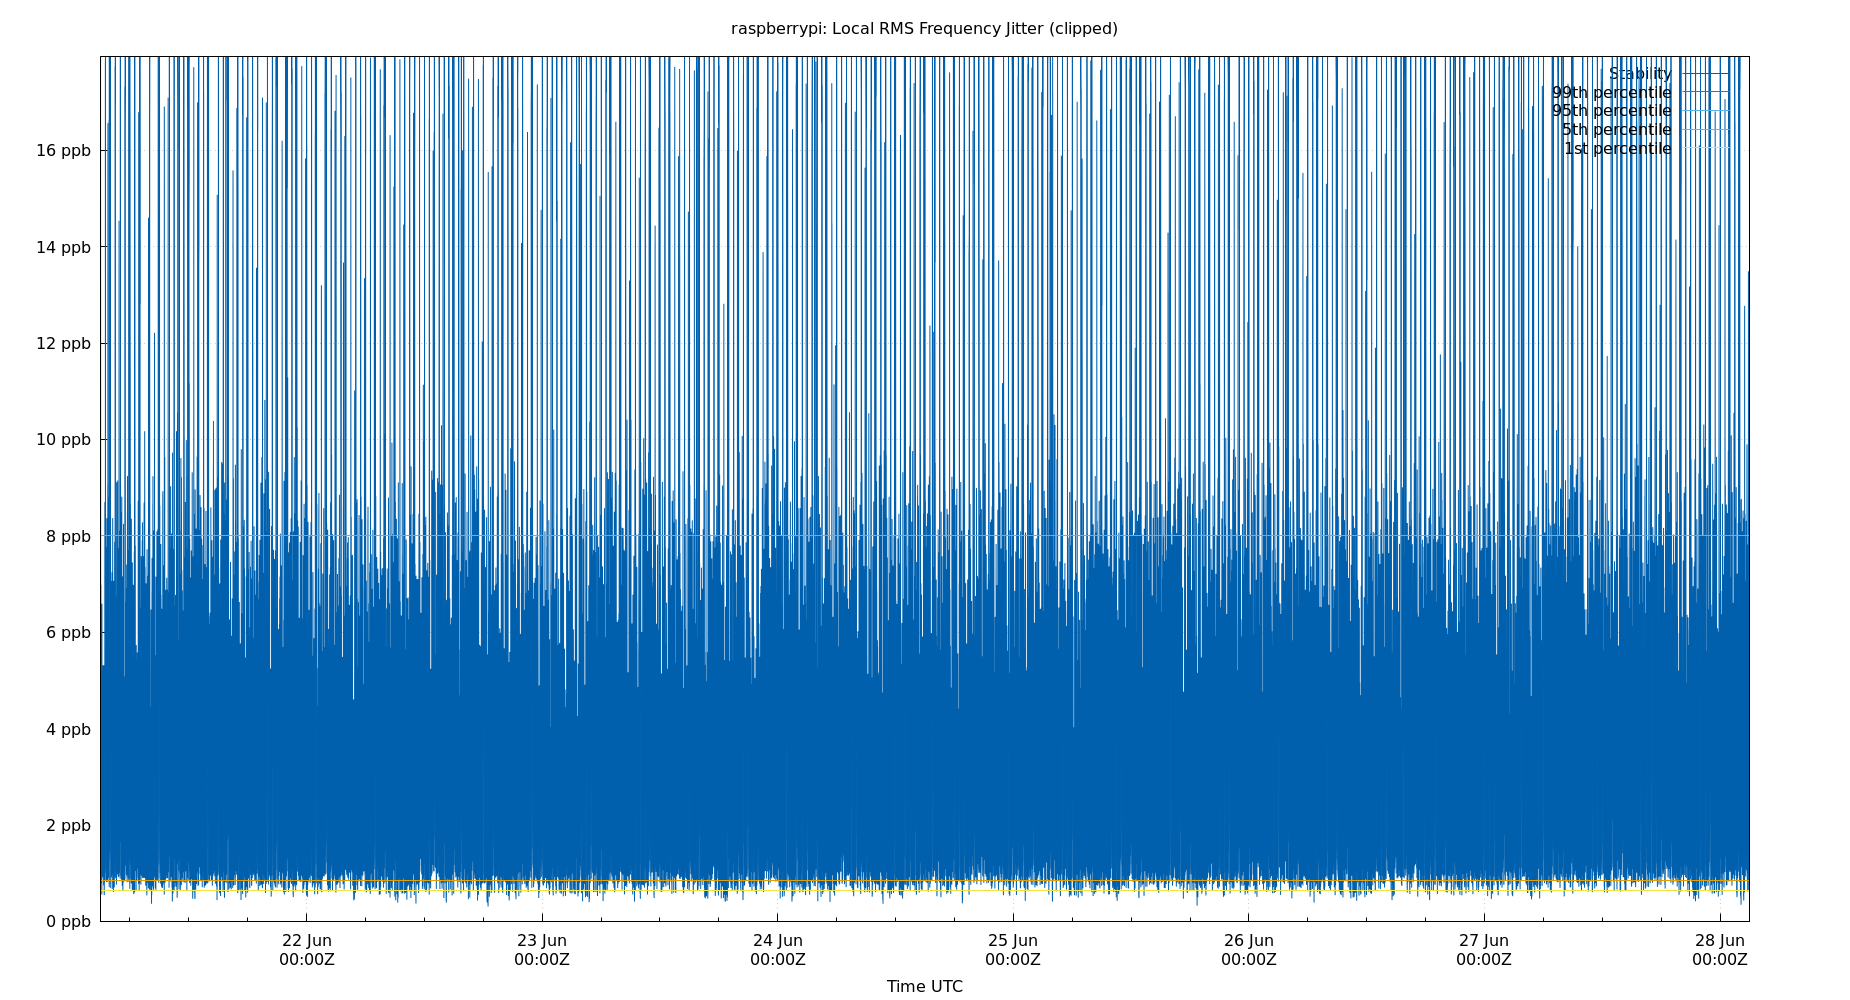 raspberrypi: Local RMS Frequency Jitter (clipped)
Stability
99th percentile
95th percentile
5th percentile
1st percentile
16 ppb
14 ppb
12 ppb
10 ppb
8 ppb
6 ppb
4 ppb
2 ppb
0 ppb
22 Jun 23 Jun 24 Jun 25 Jun 26 Jun 27 Jun 28 Jun
00:00Z 00:00Z 00:00Z 00:00Z 00:00Z 00:00Z 00:00Z
Time UTC